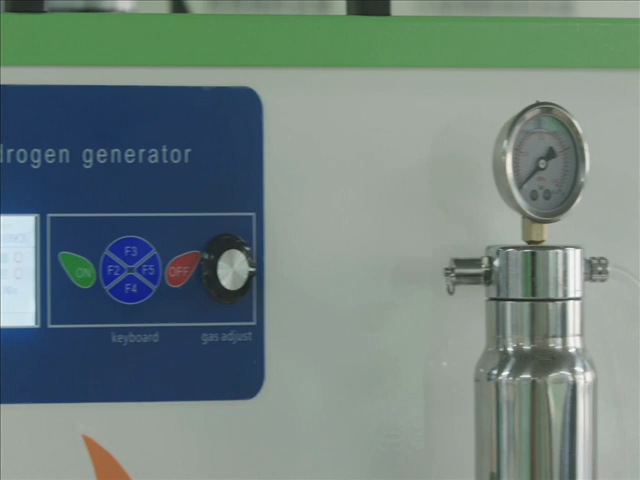 drogen generator
ON
F3
F2
F5
F4
OFF
keyboard
gas adjust